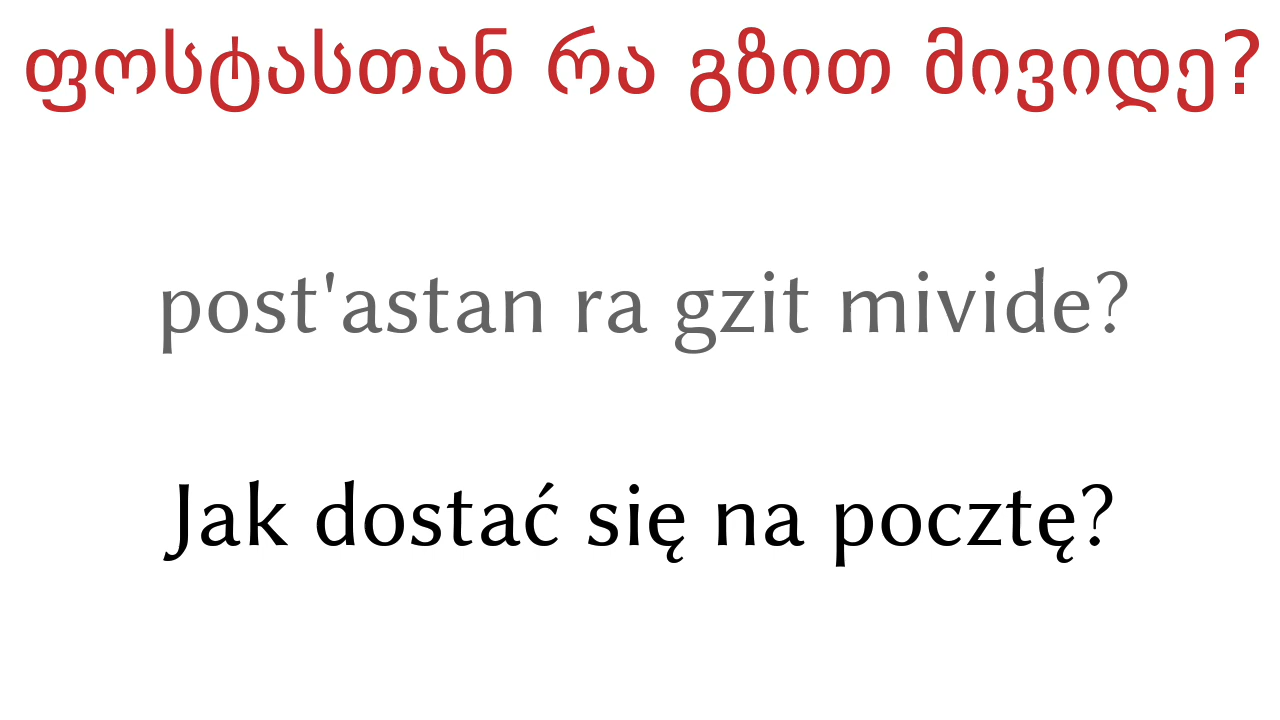 ფოსტასთან რა გზით მივიდე?
post'astan ra gzit mivide?
Jak dostać się na pocztę?